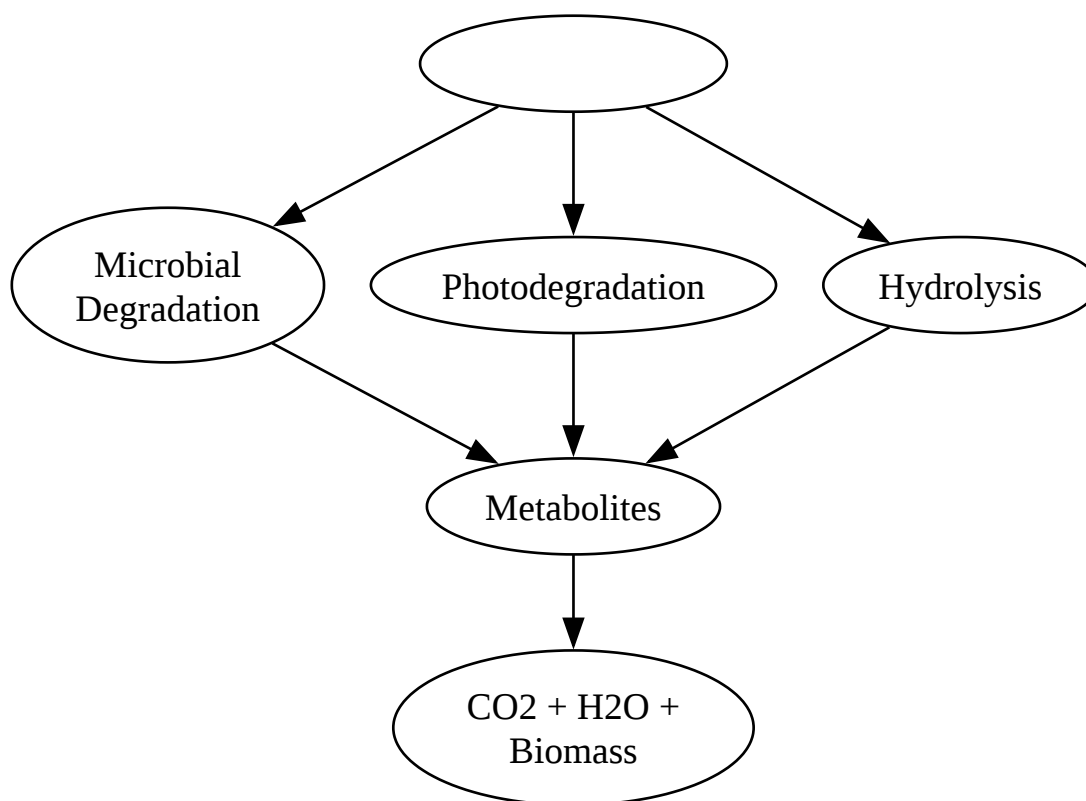 Microbial
Degradation
Photodegradation
Hydrolysis
Metabolites
CO2 + H2O +
Biomass